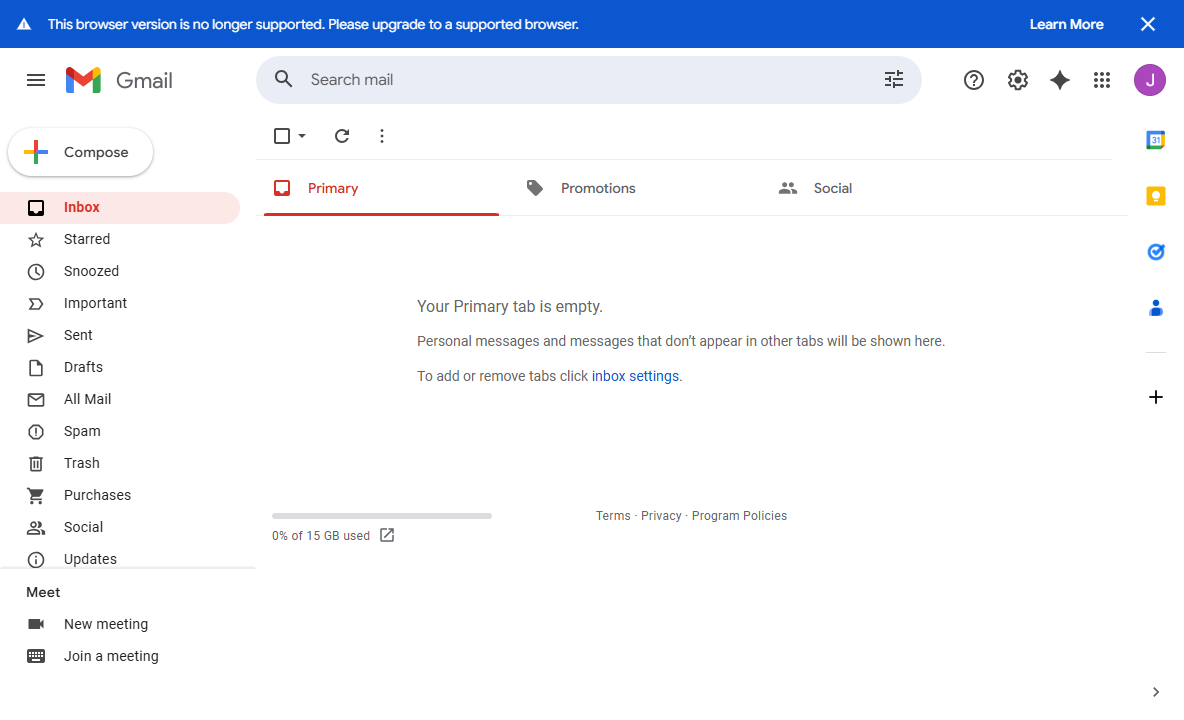 This browser version is no longer supported. Please upgrade to a supported browser.
Learn More
Gmail
Search mail
J
Compose
Inbox
Starred
Snoozed
Important
Sent
Drafts
All Mail
Spam
Trash
Purchases
Social
Updates
Meet
New meeting
Join a meeting
Primary
Promotions
Social
Your Primary tab is empty.
Personal messages and messages that don’t appear in other tabs will be shown here.
To add or remove tabs click inbox settings.
0% of 15 GB used
Terms · Privacy · Program Policies
31